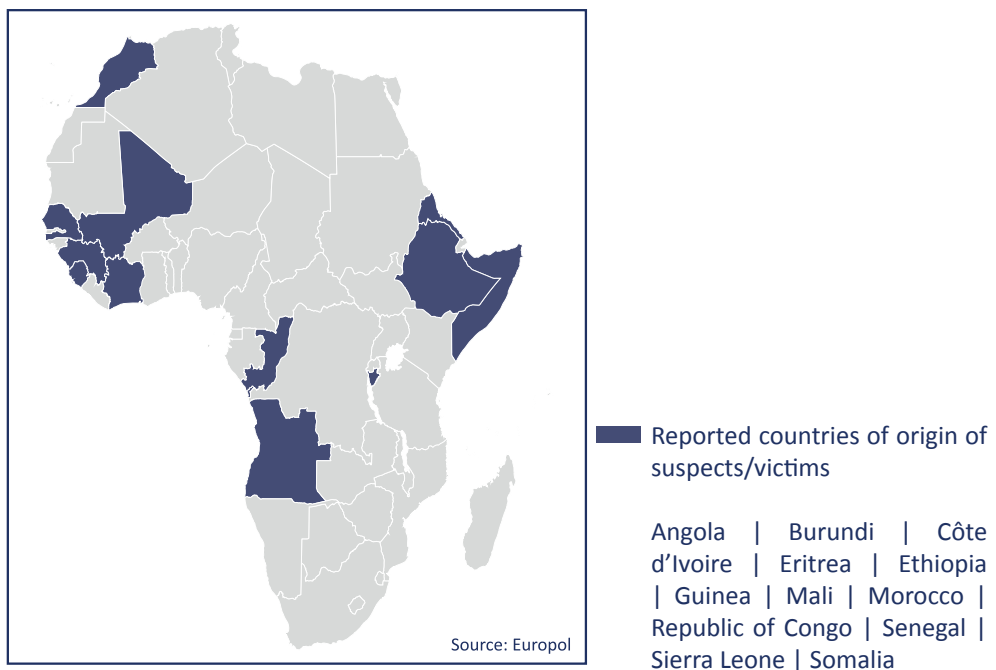 Source: Europol
Reported countries of origin of
suspects/victims
Angola | Burundi | Côte
d’Ivoire | Eritrea | Ethiopia
| Guinea | Mali | Morocco |
Republic of Congo | Senegal |
Sierra Leone | Somalia